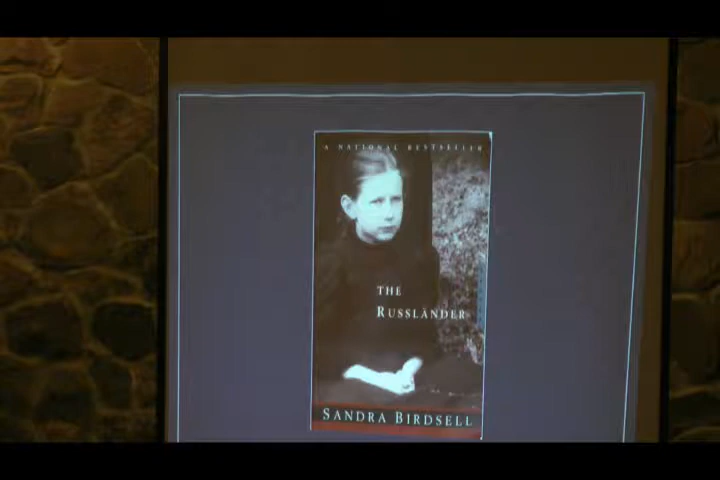 A NATIONAL BESTSELLER
THE
RUSSLÄNDER
SANDRA BIRDSELL